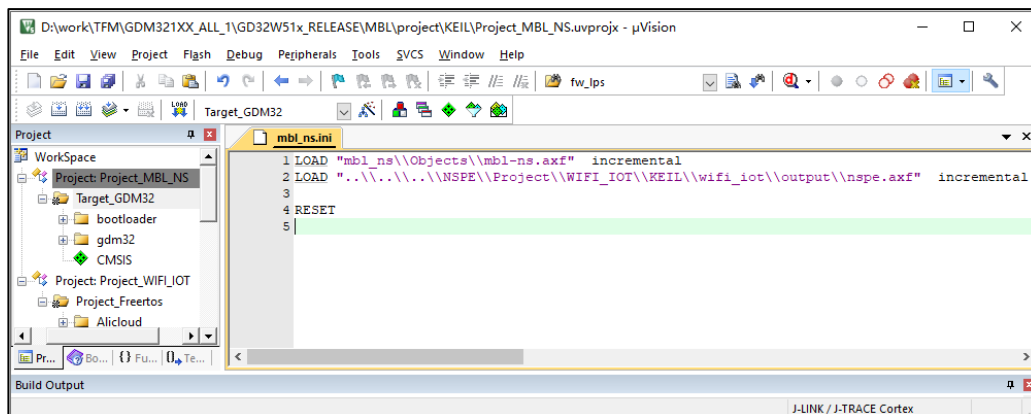 D:\work\TFM\GDM321XX_ALL_1\GD32W51x_RELEASE\MBL\project\KEIL\Project_MBL_NS.uvprojx - µVision
File Edit View Project Flash Debug Peripherals Tools SVCS Window Help
fw_lps
LOAD Target_GDM32
Project
mbl_ns.ini
WorkSpace
Project: Project_MBL_NS
Target_GDM32
bootloader
gdm32
CMSIS
Project: Project_WIFI_IOT
Project_Freertos
Alicloud
1 LOAD "mbl_ns\\Objects\\mbl-ns.axf" incremental
2 LOAD "..\\..\\..\\NSPE\\Project\\WIFI_IOT\\KEIL\\wifi_iot\\output\\nspe.axf" incremental
3
4 RESET
5
Pr... Bo... {} Fu... Te...
Build Output
J-LINK / J-TRACE Cortex